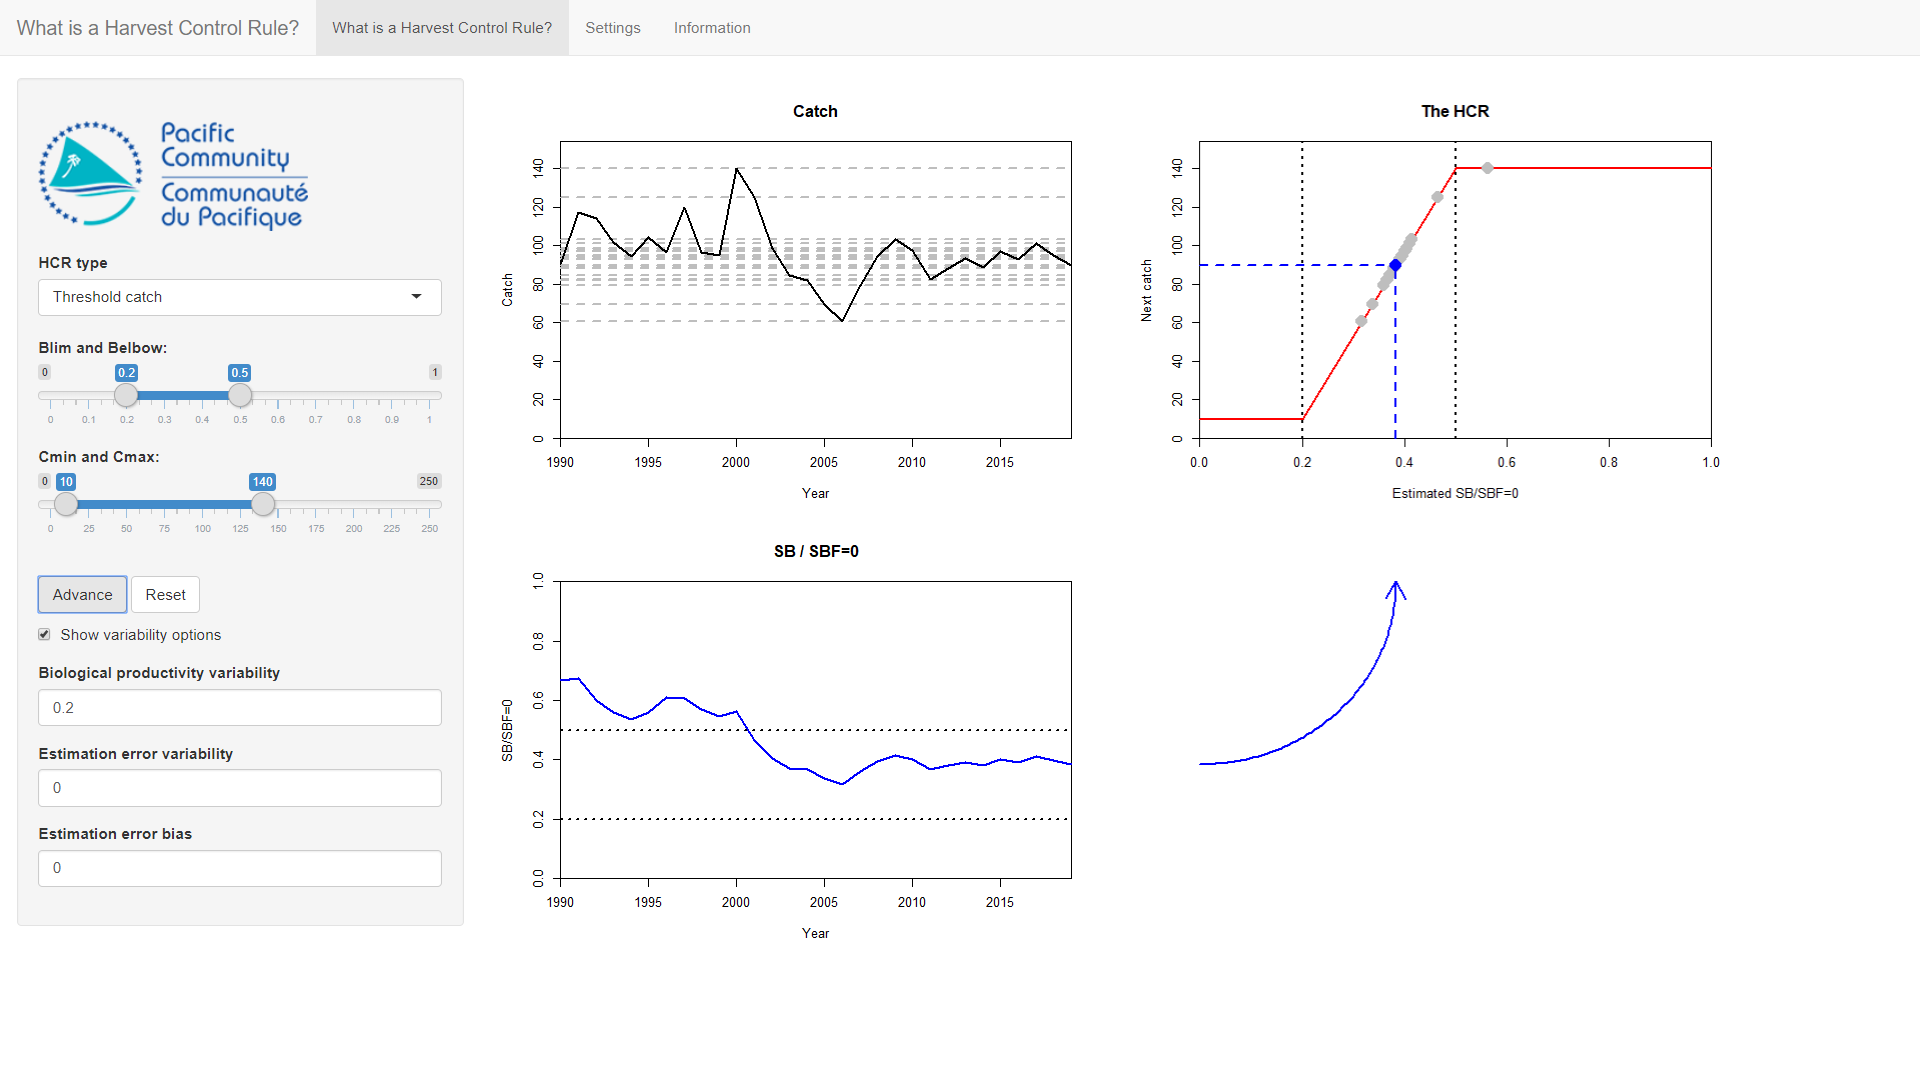 What is a Harvest Control Rule? What is a Harvest Control Rule? Settings Information
Pacific
Community
Communauté
du Pacifique
HCR type
Threshold catch
Blim and Belbow:
0 0.2 0.5 1
0 0.1 0.2 0.3 0.4 0.5 0.6 0.7 0.8 0.9 1
Cmin and Cmax:
0 10 140 250
0 25 50 75 100 125 150 175 200 225 250
Advance Reset
Show variability options
Biological productivity variability
0.2
Estimation error variability
0
Estimation error bias
0
Catch
Catch
0 20 40 60 80 100 120 140
1990 1995 2000 2005 2010 2015
Year
The HCR
Next catch
0 20 40 60 80 100 120 140
0.0 0.2 0.4 0.6 0.8 1.0
Estimated SB/SBF=0
SB / SBF=0
SB/SBF=0
0.0 0.2 0.4 0.6 0.8 1.0
1990 1995 2000 2005 2010 2015
Year